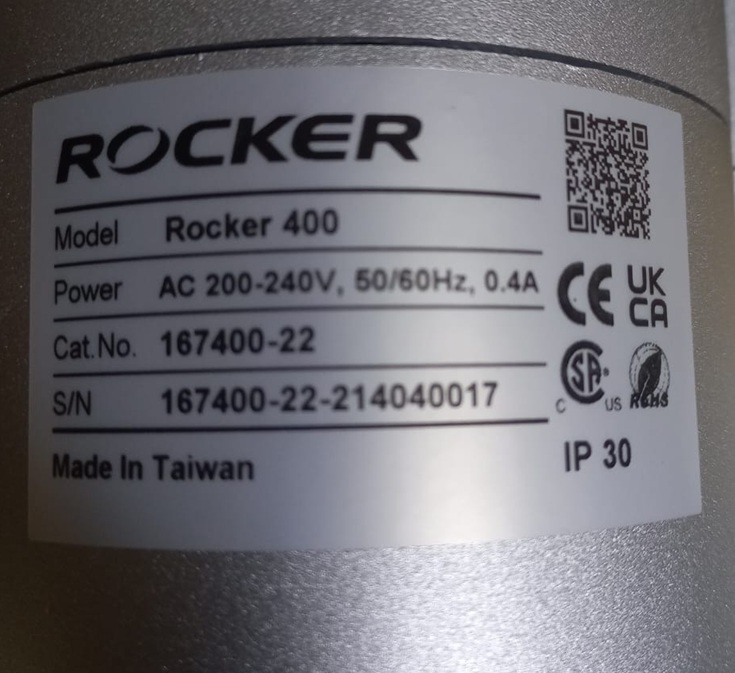 ROCKER
Model Rocker 400
Power AC 200-240V, 50/60Hz, 0.4A
Cat.No. 167400-22
S/N 167400-22-214040017
Made In Taiwan
CE UK
CA
C SA US RoHS
IP 30